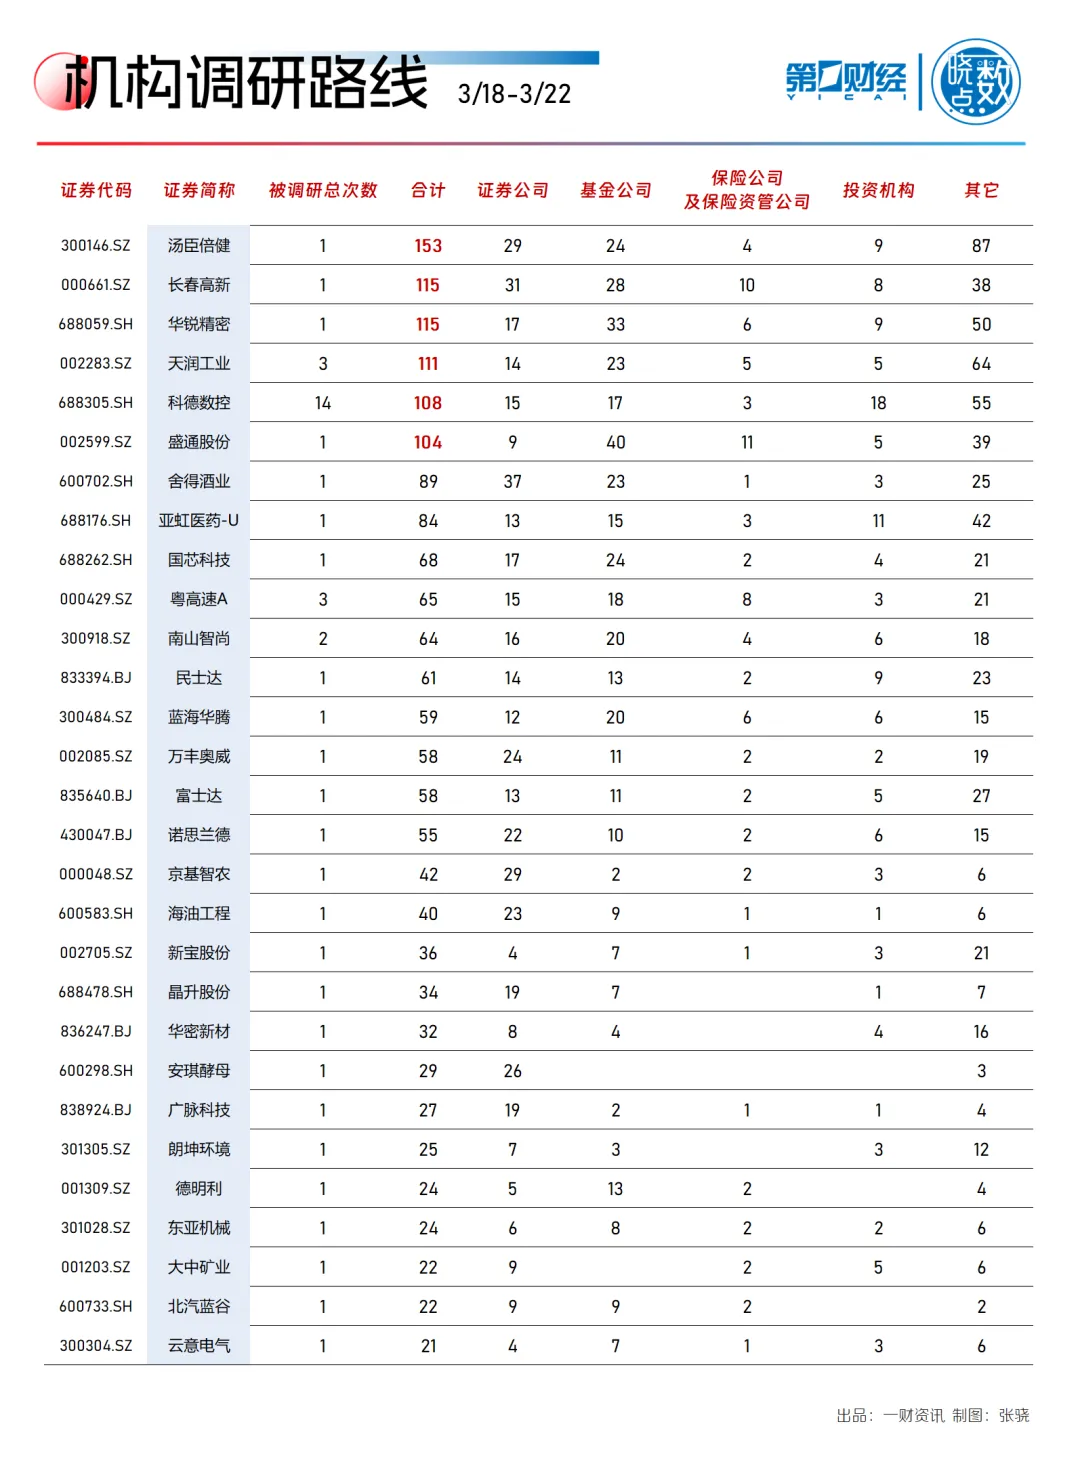 机构调研路线 3/18-3/22
第一财经
YICAI
晓数点
证券代码 证券简称 被调研总次数 合计 证券公司 基金公司 保险公司及保险资管公司 投资机构 其它
300146.SZ 汤臣倍健 1 153 29 24 4 9 87
000661.SZ 长春高新 1 115 31 28 10 8 38
688059.SH 华锐精密 1 115 17 33 6 9 50
002283.SZ 天润工业 3 111 14 23 5 5 64
688305.SH 科德数控 14 108 15 17 3 18 55
002599.SZ 盛通股份 1 104 9 40 11 5 39
600702.SH 舍得酒业 1 89 37 23 1 3 25
688176.SH 亚虹医药-U 1 84 13 15 3 11 42
688262.SH 国芯科技 1 68 17 24 2 4 21
000429.SZ 粤高速A 3 65 15 18 8 3 21
300918.SZ 南山智尚 2 64 16 20 4 6 18
833394.BJ 民士达 1 61 14 13 2 9 23
300484.SZ 蓝海华腾 1 59 12 20 6 6 15
002085.SZ 万丰奥威 1 58 24 11 2 2 19
835640.BJ 富士达 1 58 13 11 2 5 27
430047.BJ 诺思兰德 1 55 22 10 2 6 15
000048.SZ 京基智农 1 42 29 2 2 3 6
600583.SH 海油工程 1 40 23 9 1 1 6
002705.SZ 新宝股份 1 36 4 7 1 3 21
688478.SH 晶升股份 1 34 19 7 1 7
836247.BJ 华密新材 1 32 8 4 4 16
600298.SH 安琪酵母 1 29 26 3
838924.BJ 广脉科技 1 27 19 2 1 1 4
301305.SZ 朗坤环境 1 25 7 3 3 12
001309.SZ 德明利 1 24 5 13 2 4
301028.SZ 东亚机械 1 24 6 8 2 2 6
001203.SZ 大中矿业 1 22 9 2 5 6
600733.SH 北汽蓝谷 1 22 9 9 2 2
300304.SZ 云意电气 1 21 4 7 1 3 6
出品：一财资讯 制图：张骁